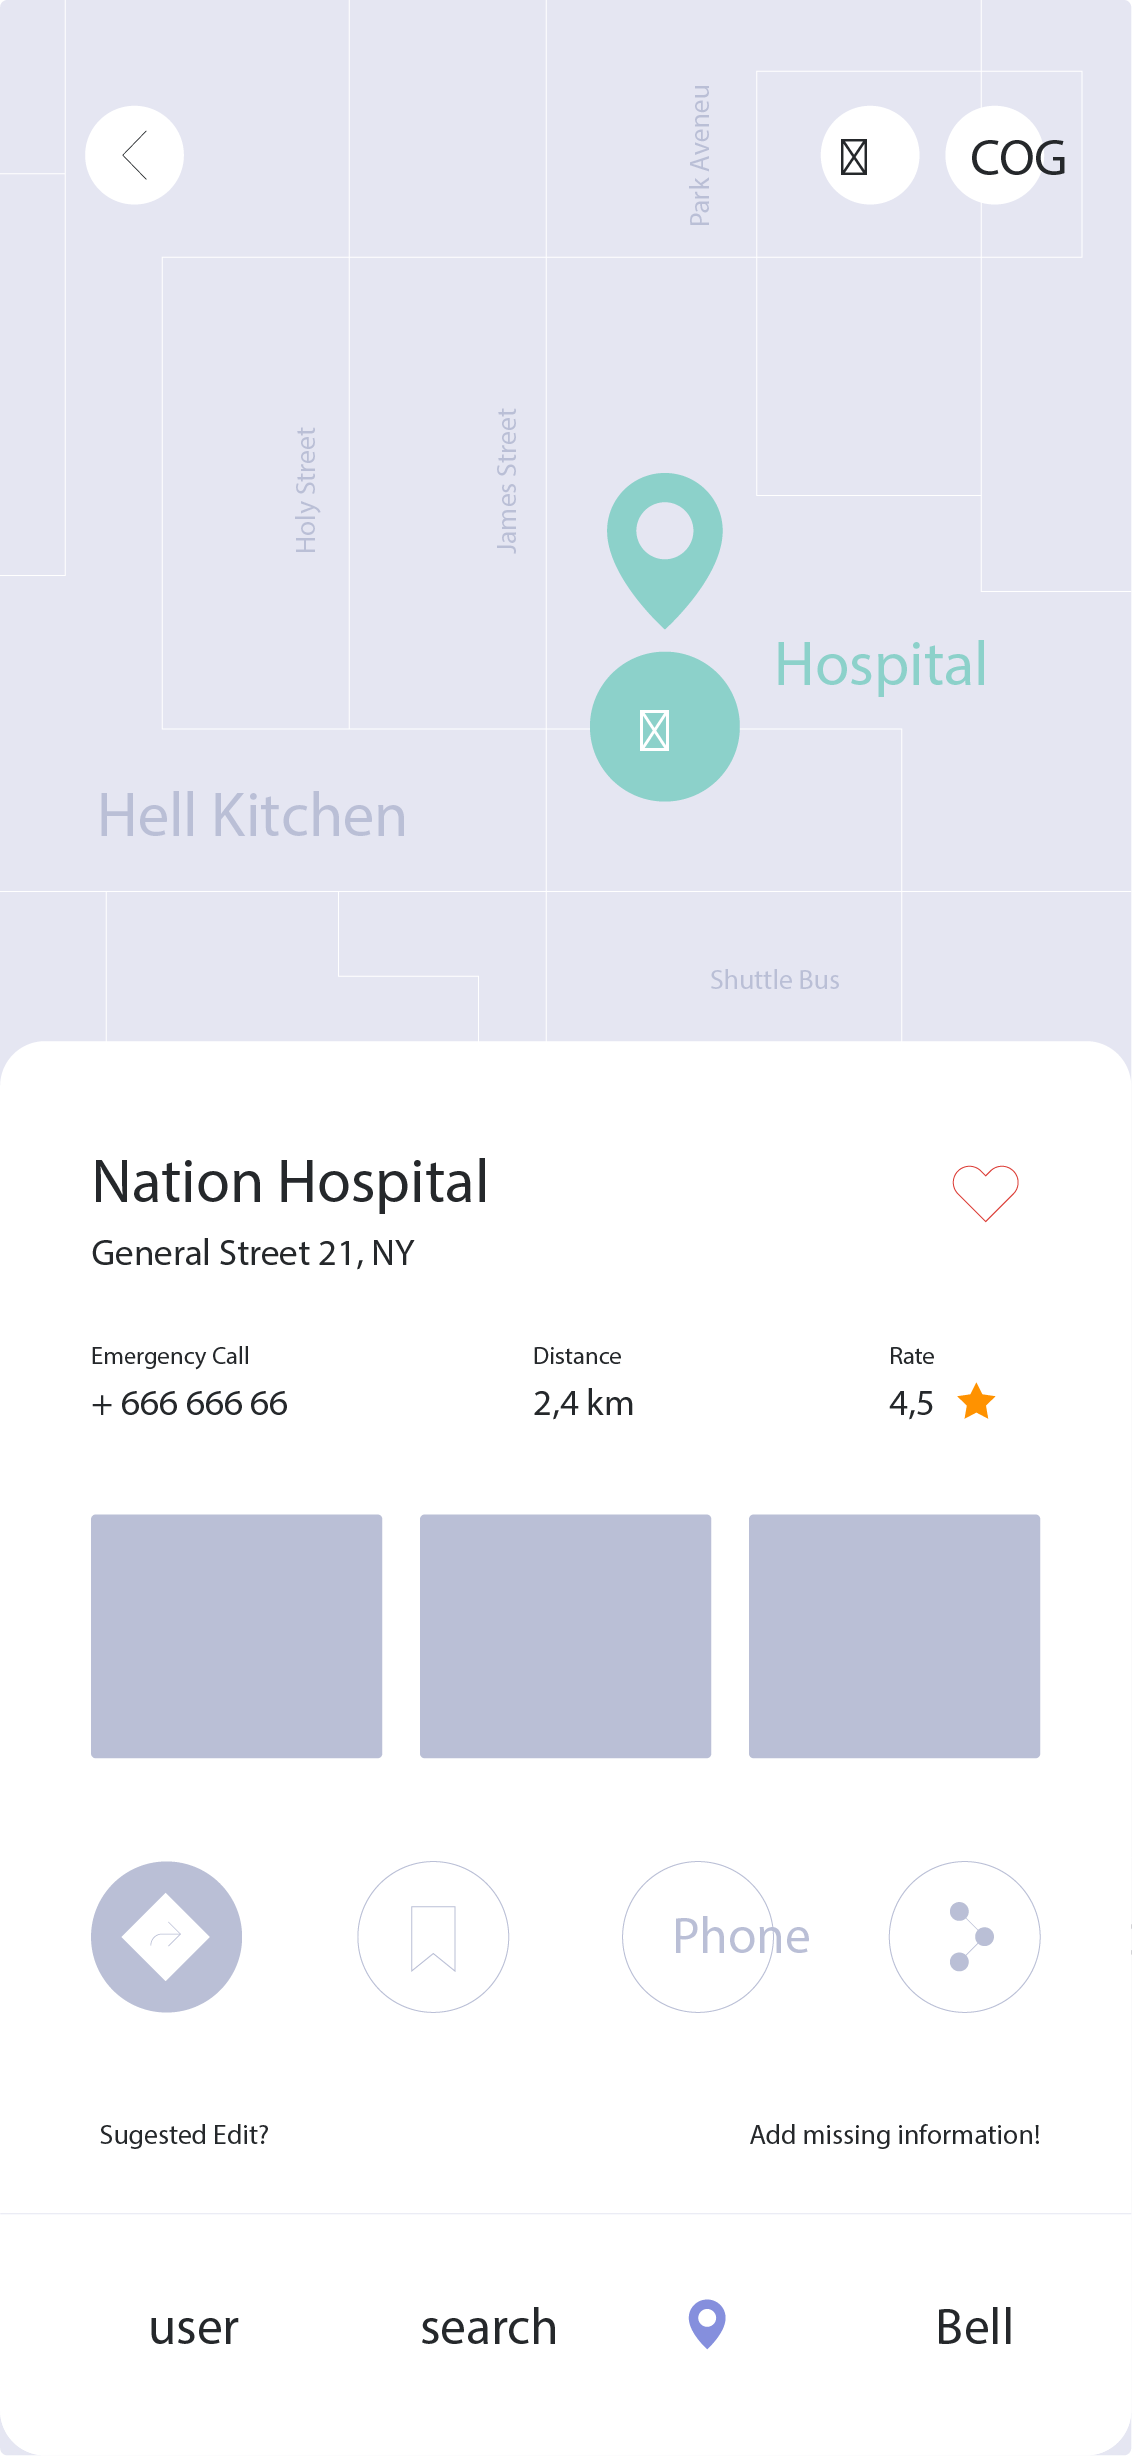 COG
Park Aveneu
Holy Street
James Street
Hospital
Hell Kitchen
Shuttle Bus
Nation Hospital
General Street 21, NY
Emergency Call
Distance
Rate
+ 666 666 66
2,4 km
4,5
Phone
Sugested Edit?
Add missing information!
user
search
Bell